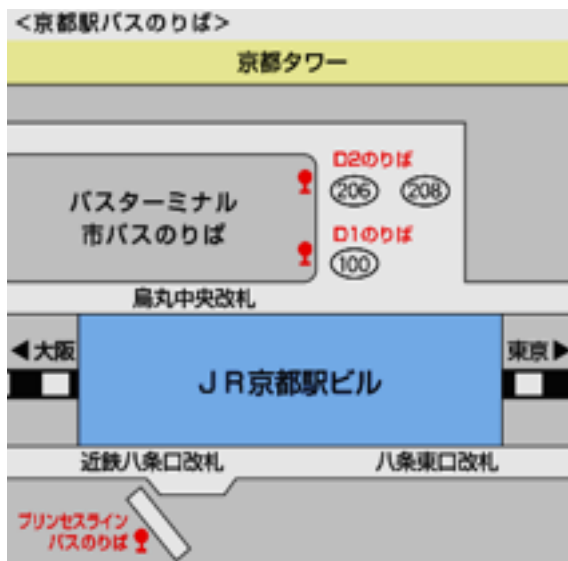 <京都駅バスのりば>
京都タワー
D2のりば
206 208
バスターミナル
市バスのりば
D1のりば
100
烏丸中央改札
◀大阪
東京▶
JR京都駅ビル
近鉄八条口改札
八条東口改札
プリンセスライン
バスのりば